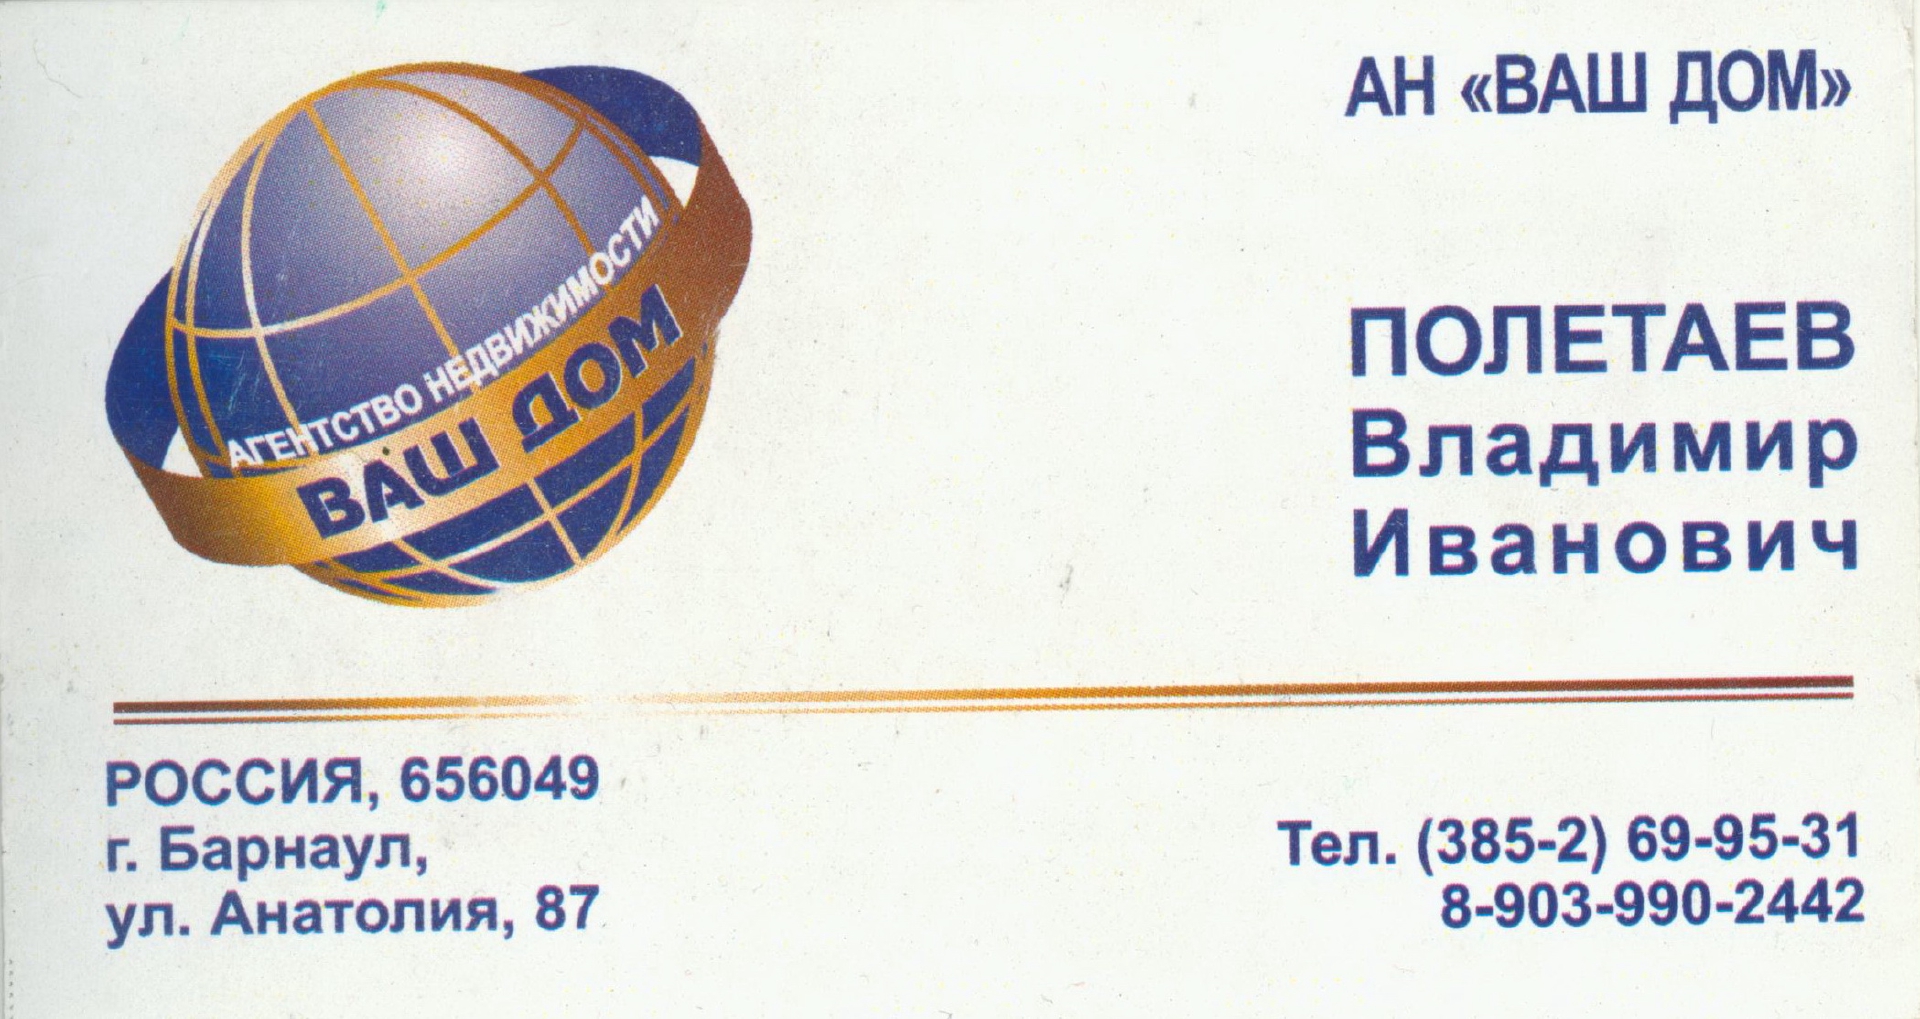 АГЕНТСТВО НЕДВИЖИМОСТИ
ВАШ ДОМ
АН «ВАШ ДОМ»
ПОЛЕТАЕВ
Владимир
Иванович
РОССИЯ, 656049
г. Барнаул,
ул. Анатолия, 87
Тел. (385-2) 69-95-31
8-903-990-2442